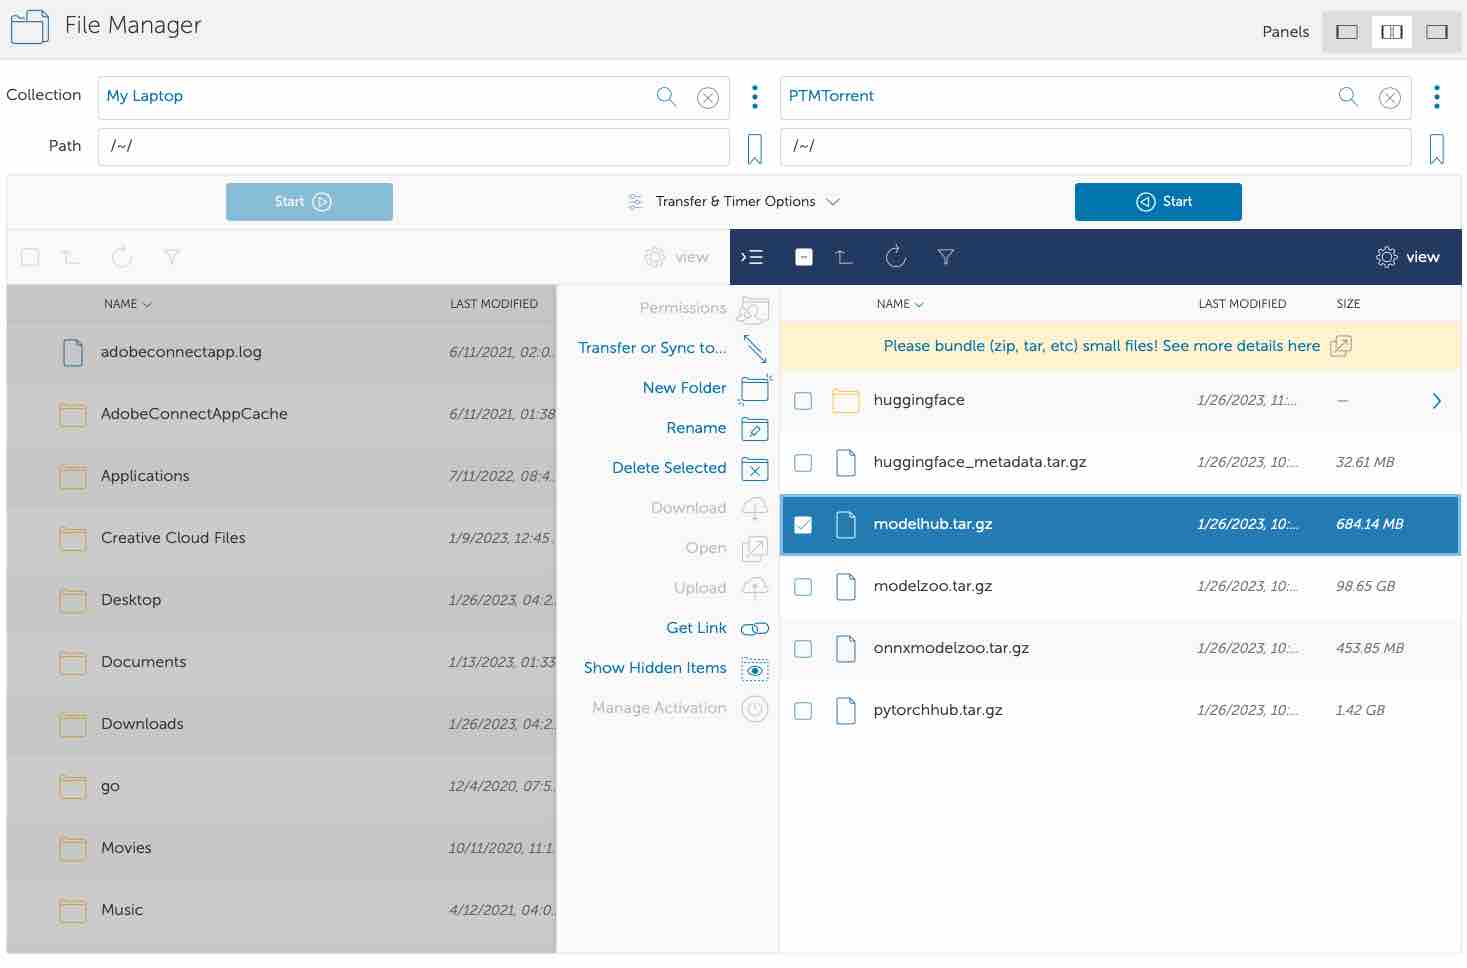 File Manager
Panels
Collection
My Laptop
PTMTorrent
Path
/~/
/~/
Start
Transfer & Timer Options
Start
view
view
NAME
LAST MODIFIED
adobeconnectapp.log 6/11/2021, 02:0...
AdobeConnectAppCache 6/11/2021, 01:38
Applications 7/11/2022, 08:4...
Creative Cloud Files 1/9/2023, 12:45
Desktop 1/26/2023, 04:2...
Documents 1/13/2023, 01:33
Downloads 1/26/2023, 04:2...
go 12/4/2020, 07:5...
Movies 10/11/2020, 11:1...
Music 4/12/2021, 04:0...
Permissions
Transfer or Sync to...
New Folder
Rename
Delete Selected
Download
Open
Upload
Get Link
Show Hidden Items
Manage Activation
NAME LAST MODIFIED SIZE
Please bundle (zip, tar, etc) small files! See more details here
huggingface 1/26/2023, 11:... —
huggingface_metadata.tar.gz 1/26/2023, 10:... 32.61 MB
modelhub.tar.gz 1/26/2023, 10:... 684.14 MB
modelzoo.tar.gz 1/26/2023, 10:... 98.65 GB
onnxmodelzoo.tar.gz 1/26/2023, 10:... 453.85 MB
pytorchhub.tar.gz 1/26/2023, 10:... 1.42 GB